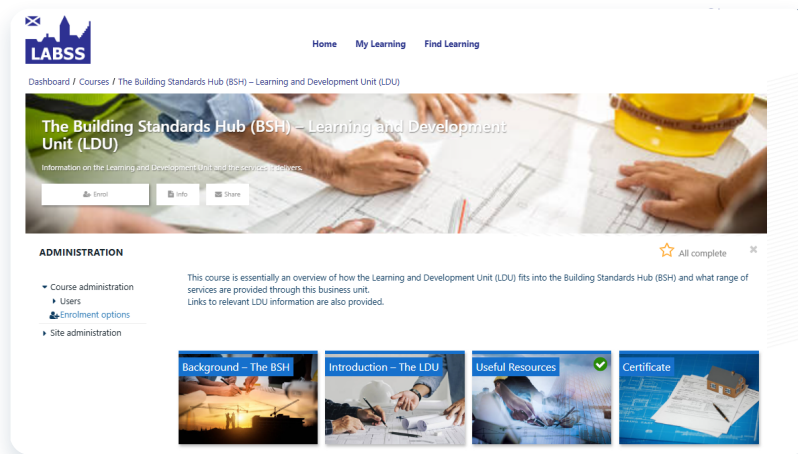 LABSS
Home My Learning Find Learning
Dashboard / Courses / The Building Standards Hub (BSH) – Learning and Development Unit (LDU)
The Building Standards Hub (BSH) – Learning and Development
Unit (LDU)
Information on the Learning and Development Unit and the services it delivers.
Enrol Info Share
ADMINISTRATION
All complete
Course administration
Users
Enrolment options
Site administration
This course is essentially an overview of how the Learning and Development Unit (LDU) fits into the Building Standards Hub (BSH) and what range of
services are provided through this business unit.
Links to relevant LDU information are also provided.
Background – The BSH
Introduction – The LDU
Useful Resources
Certificate